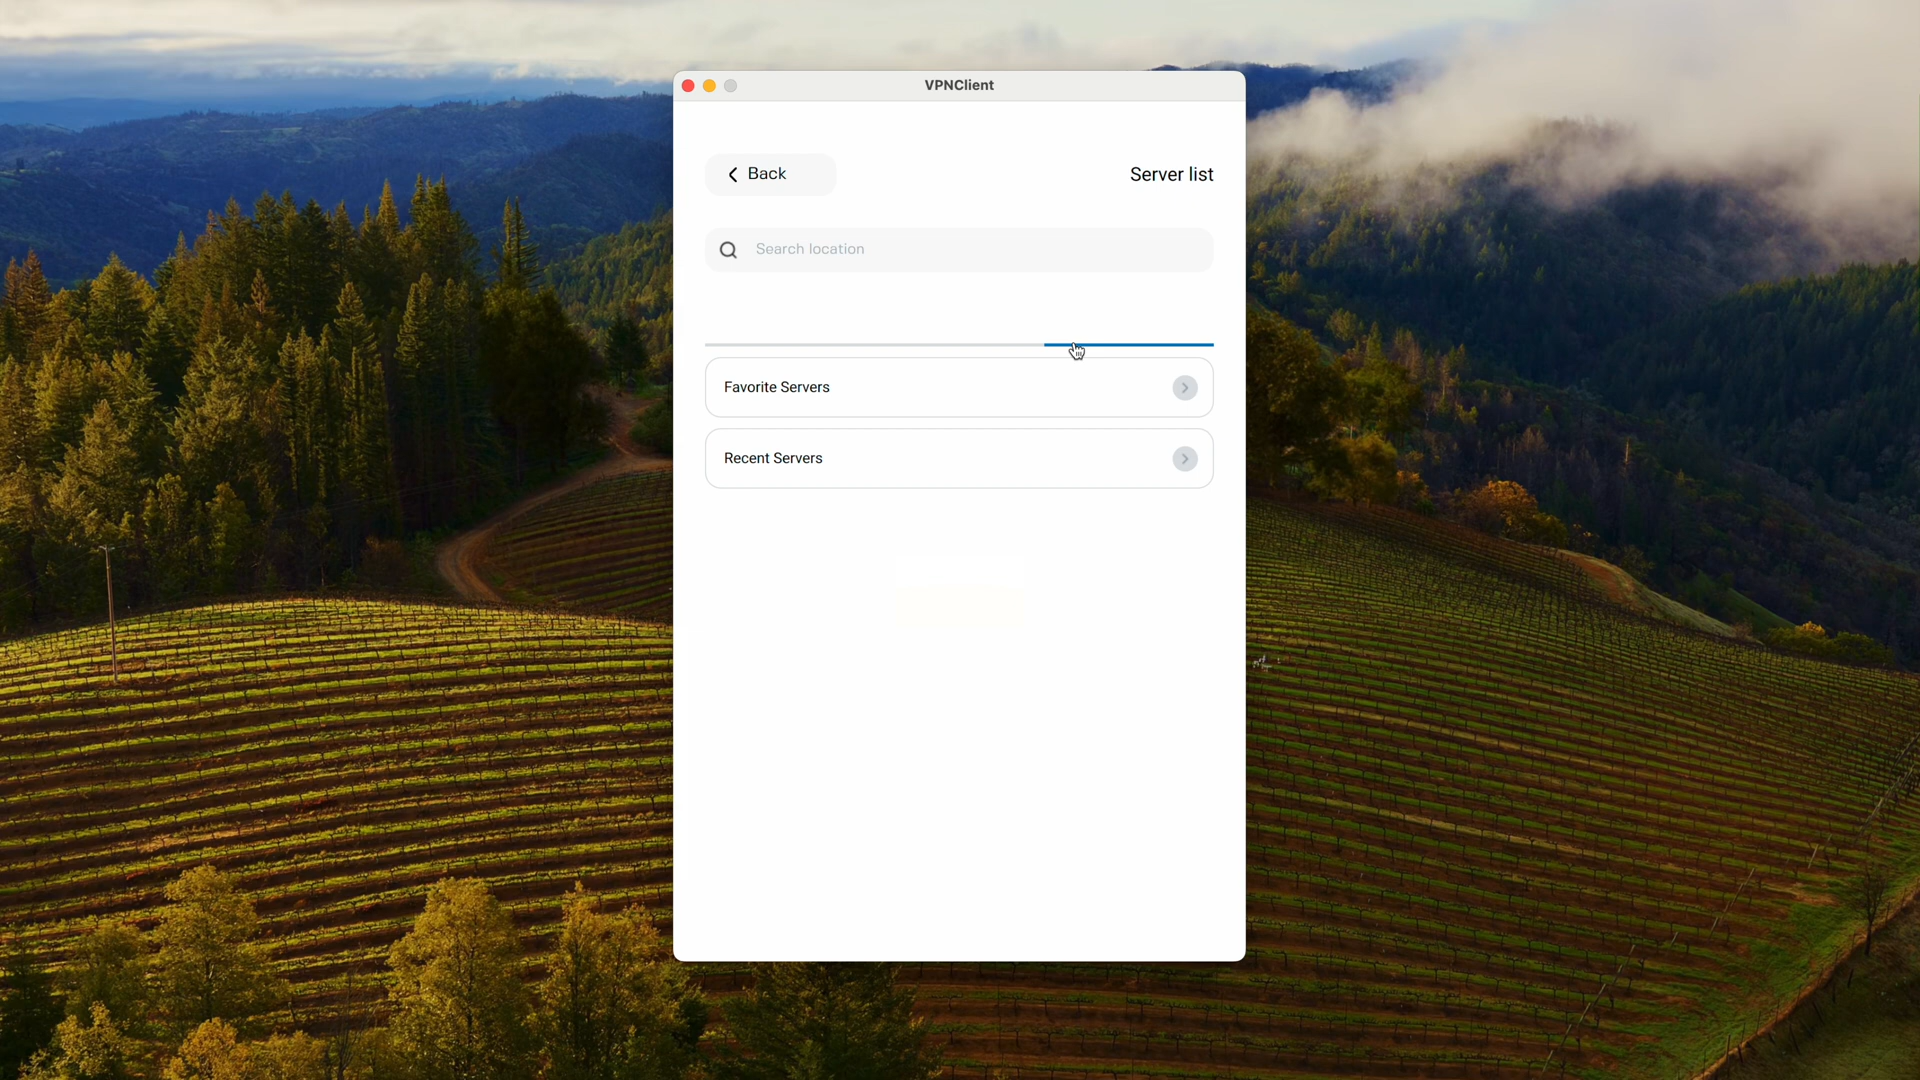 VPNClient
Back
Server list
Search location
Favorite Servers
Recent Servers